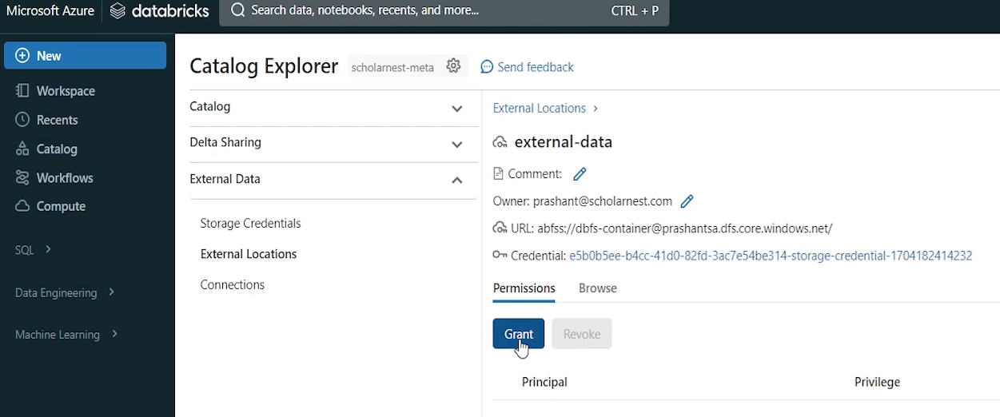 Microsoft Azure databricks Search data, notebooks, recents, and more... CTRL + P
New
Workspace
Recents
Catalog
Workflows
Compute
SQL
Data Engineering
Machine Learning
Catalog Explorer scholarnest-meta Send feedback
Catalog
Delta Sharing
External Data
Storage Credentials
External Locations
Connections
External Locations >
external-data
Comment:
Owner: prashant@scholarnest.com
URL: abfss://dbfs-container@prashantsa.dfs.core.windows.net/
Credential: e5b0b5ee-b4cc-41d0-82fd-3ac7e54be314-storage-credential-1704182414232
Permissions Browse
Grant Revoke
Principal Privilege